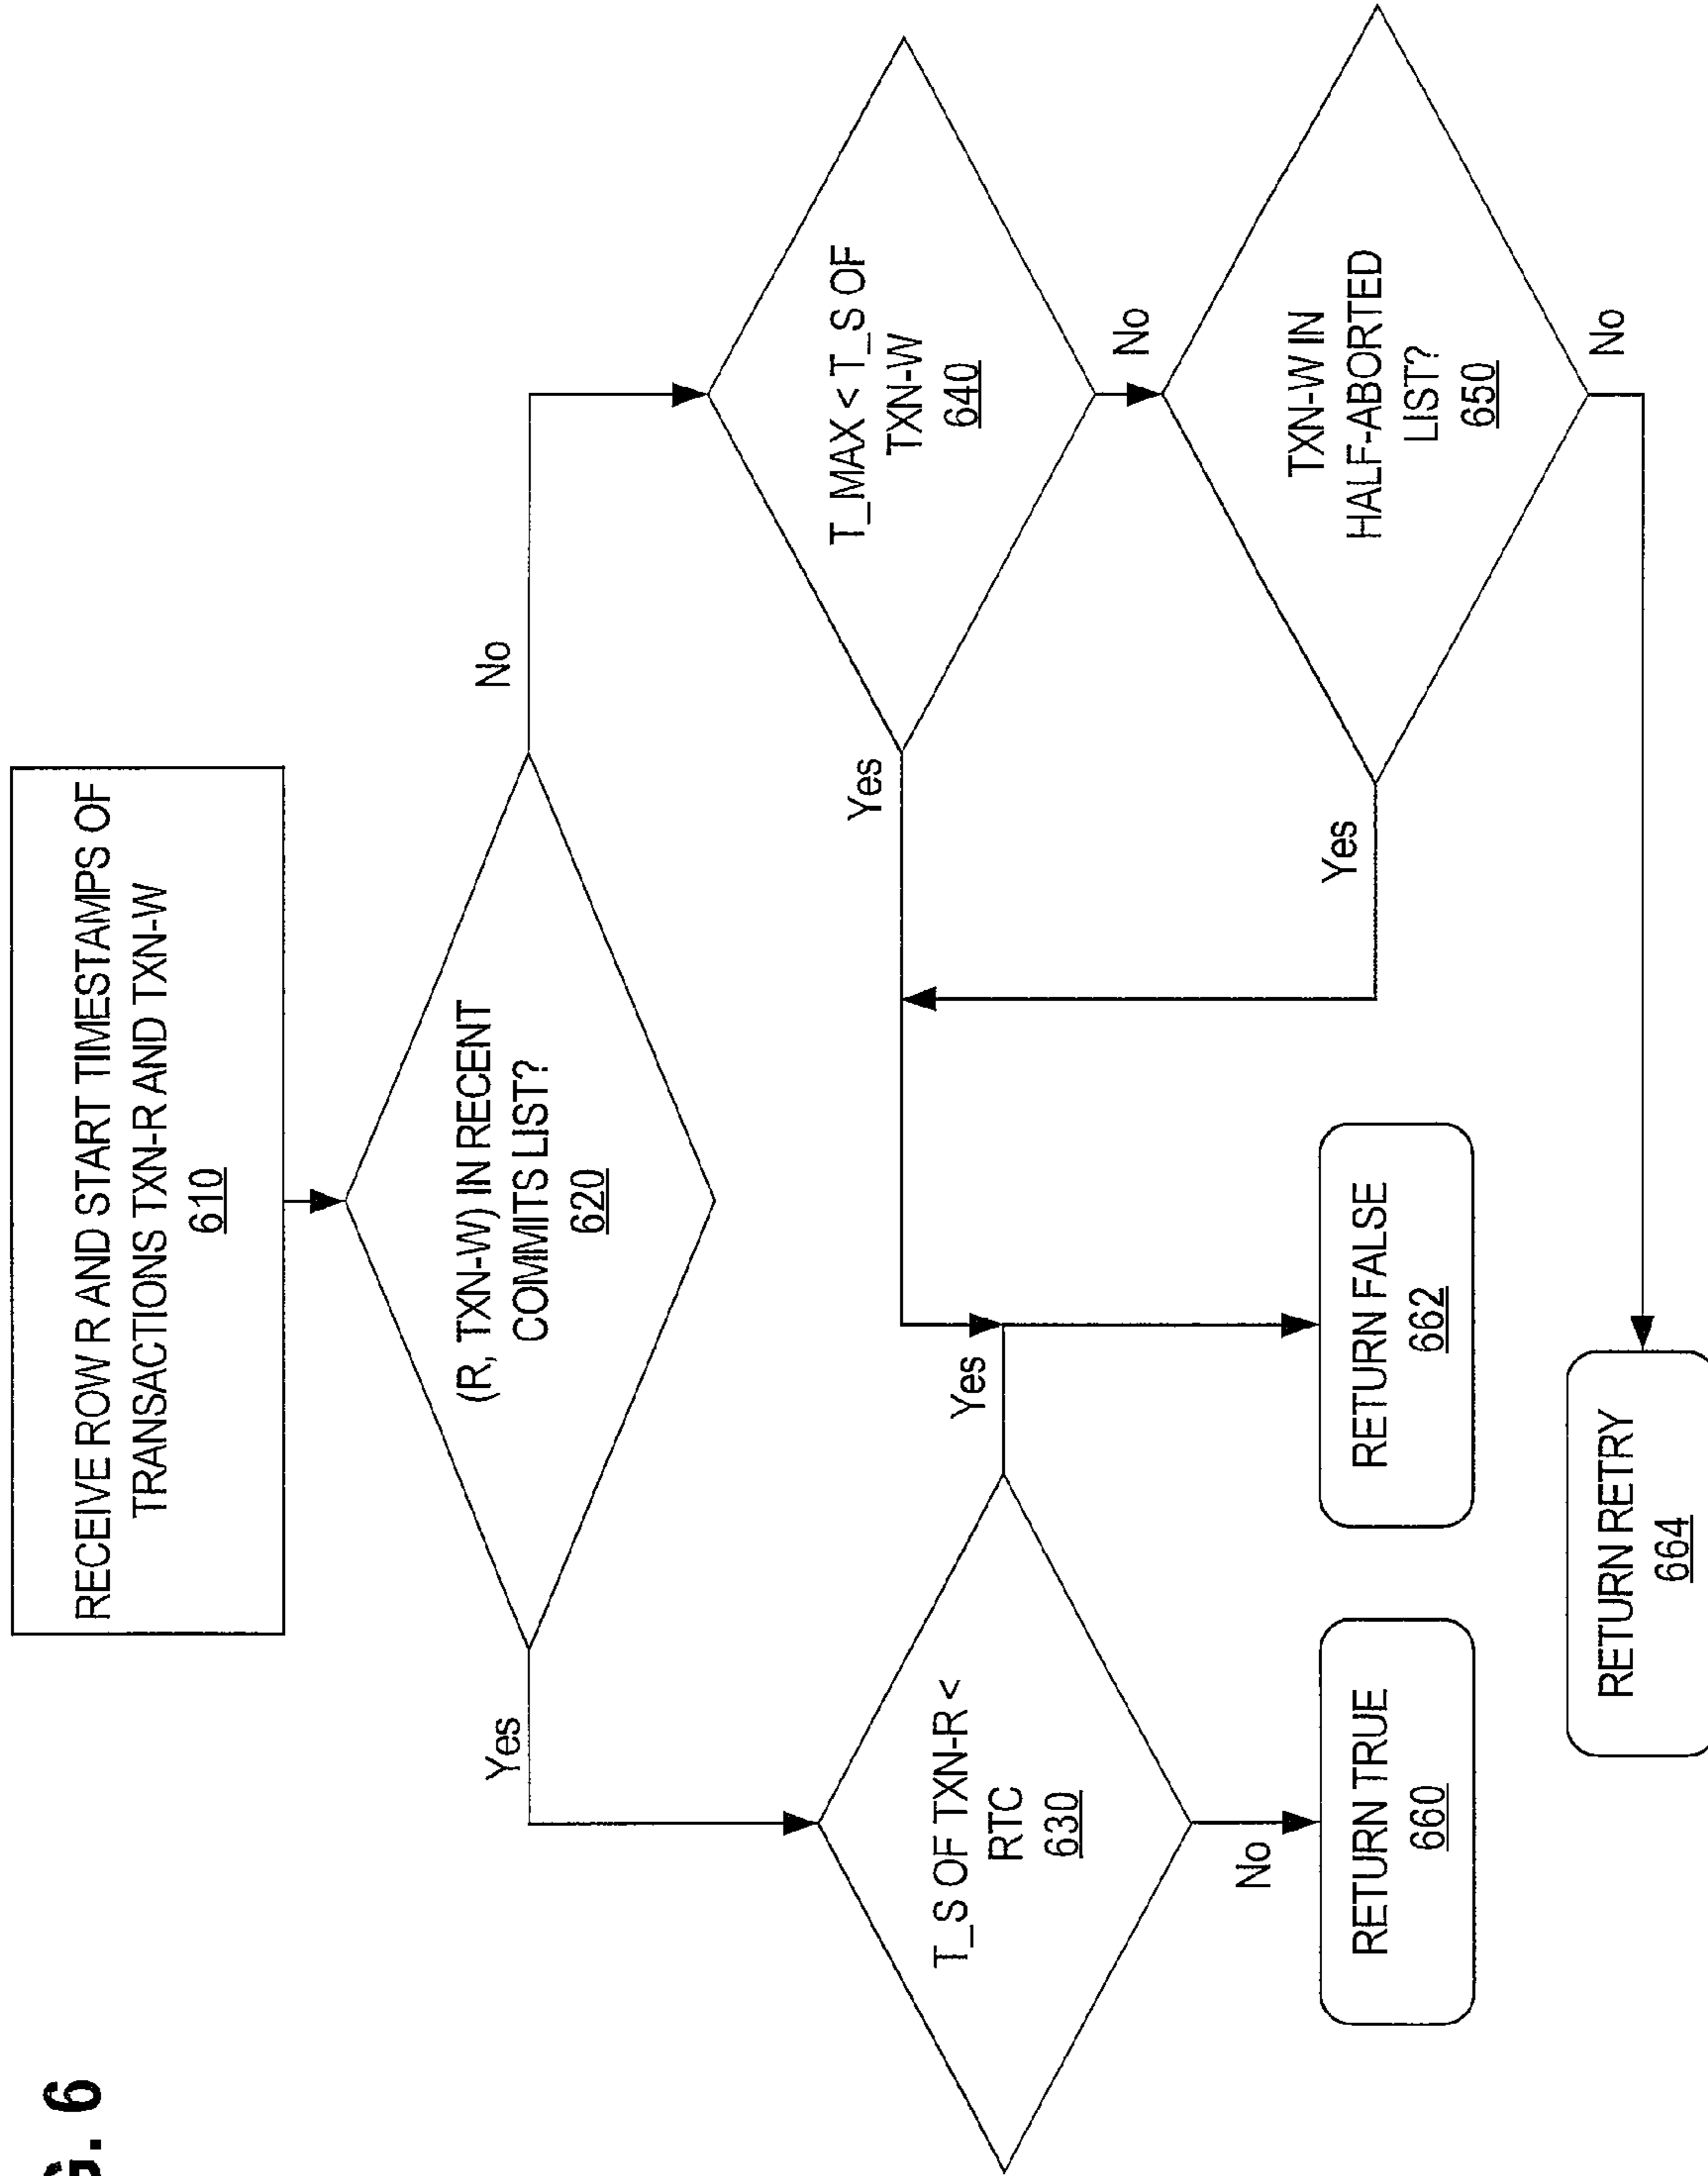 RECEIVE ROW R AND START TIMESTAMPS OF
TRANSACTIONS TXN-R AND TXN-W
610
(R, TXN-W) IN RECENT
COMMITS LIST?
620
Yes
No
T_S OF TXN-R <
RTC
630
Yes
No
T_MAX < T_S OF
TXN-W
640
Yes
No
TXN-W IN
HALF-ABORTED
LIST?
650
Yes
No
RETURN TRUE
660
RETURN FALSE
662
RETURN RETRY
664
G. 6